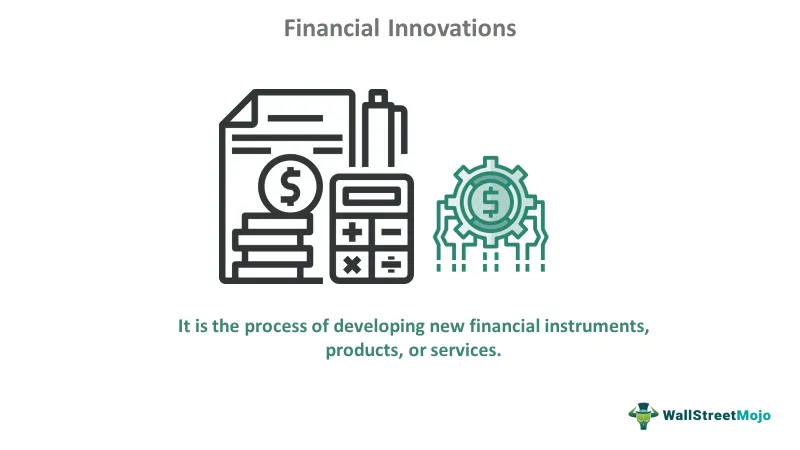 Financial Innovations
It is the process of developing new financial instruments,
products, or services.
WallStreetMojo